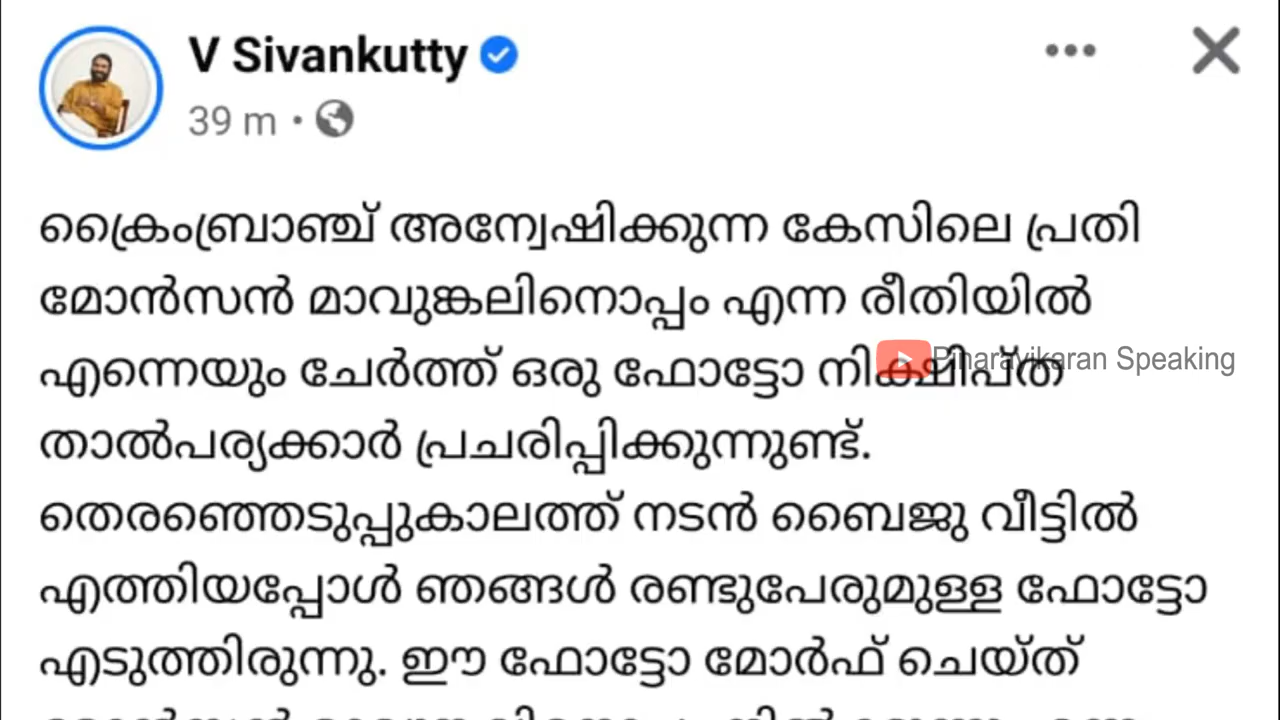 V Sivankutty
39 m
ക്രൈംബ്രാഞ്ച് അന്വേഷിക്കുന്ന കേസിലെ പ്രതി
മോൻസൻ മാവുങ്കലിനൊപ്പം എന്ന രീതിയിൽ
എന്നെയും ചേർത്ത് ഒരു ഫോട്ടോ നിക്ഷിപ്ത
Pinarayikaran Speaking
താൽപര്യക്കാർ പ്രചരിപ്പിക്കുന്നുണ്ട്.
തെരഞ്ഞെടുപ്പുകാലത്ത് നടൻ ബൈജു വീട്ടിൽ
എത്തിയപ്പോൾ ഞങ്ങൾ രണ്ടുപേരുമുള്ള ഫോട്ടോ
എടുത്തിരുന്നു. ഈ ഫോട്ടോ മോർഫ് ചെയ്ത്